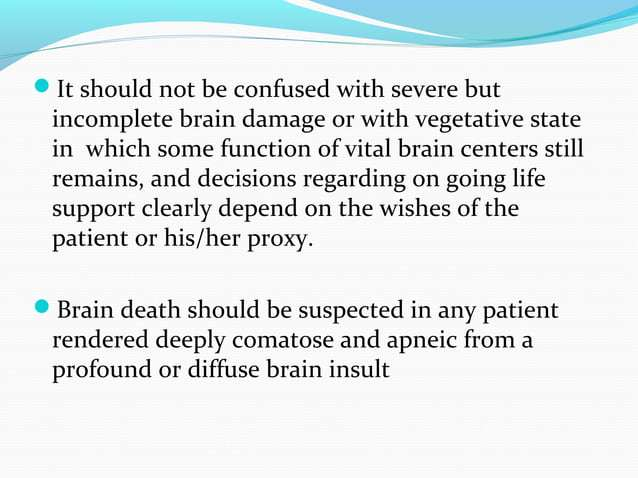 It should not be confused with severe but
incomplete brain damage or with vegetative state
in which some function of vital brain centers still
remains, and decisions regarding on going life
support clearly depend on the wishes of the
patient or his/her proxy.
Brain death should be suspected in any patient
rendered deeply comatose and apneic from a
profound or diffuse brain insult